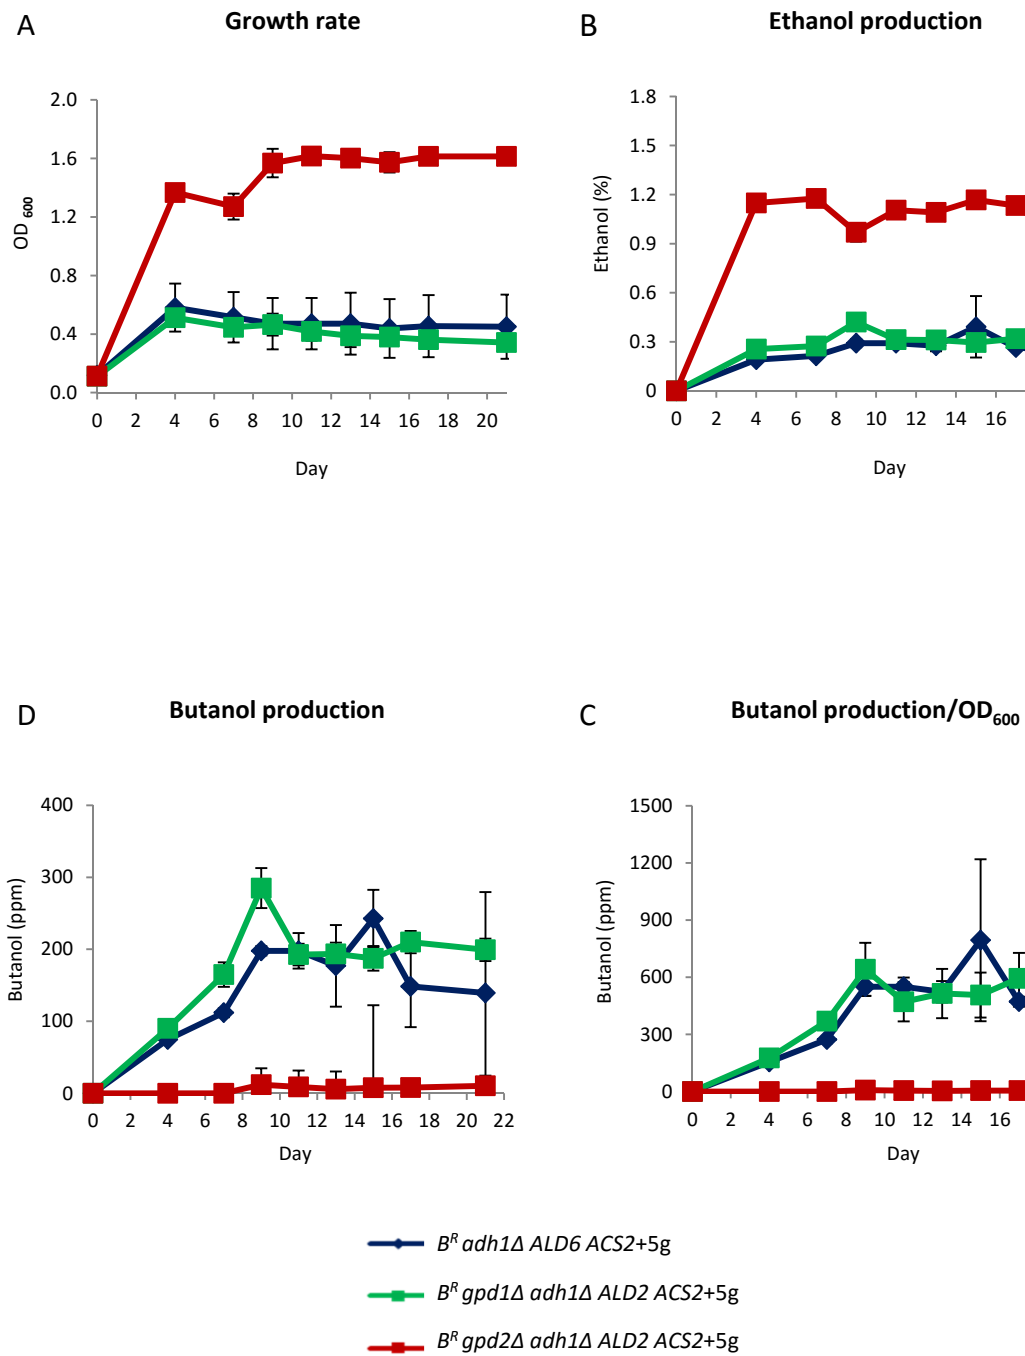 A
Growth rate
B
Ethanol production
OD 600
2.0
1.6
1.2
0.8
0.4
0.0
0 2 4 6 8 10 12 14 16 18 20
Day
Ethanol (%)
1.8
1.5
1.2
0.9
0.6
0.3
0
0 2 4 6 8 10 12 14 16
Day
D
Butanol production
C
Butanol production/OD600
Butanol (ppm)
400
300
200
100
0
0 2 4 6 8 10 12 14 16 18 20 22
Day
Butanol (ppm)
1500
1200
900
600
300
0
0 2 4 6 8 10 12 14 16
Day
B^R adh1Δ ALD6 ACS2+5g
B^R gpd1Δ adh1Δ ALD2 ACS2+5g
B^R gpd2Δ adh1Δ ALD2 ACS2+5g